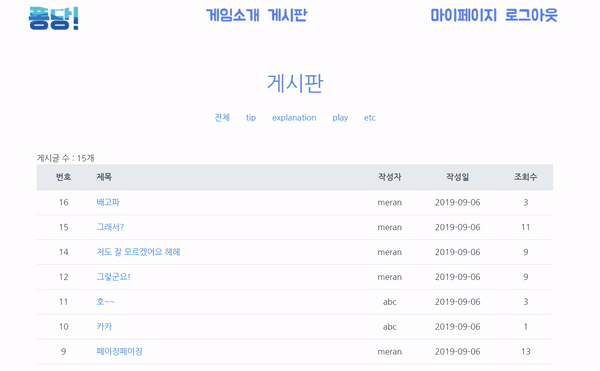 퐁당!
게임소개 게시판
마이페이지 로그아웃
게시판
전체 tip explanation play etc
게시글 수 : 15개
번호 제목 작성자 작성일 조회수
16 배고파 meran 2019-09-06 3
15 그래서? meran 2019-09-06 11
14 저도 잘 모르겠어요 헤헤 meran 2019-09-06 9
12 그렇군요! meran 2019-09-06 9
11 호~~ abc 2019-09-06 3
10 카카 abc 2019-09-06 1
9 페이징페이징 meran 2019-09-06 13